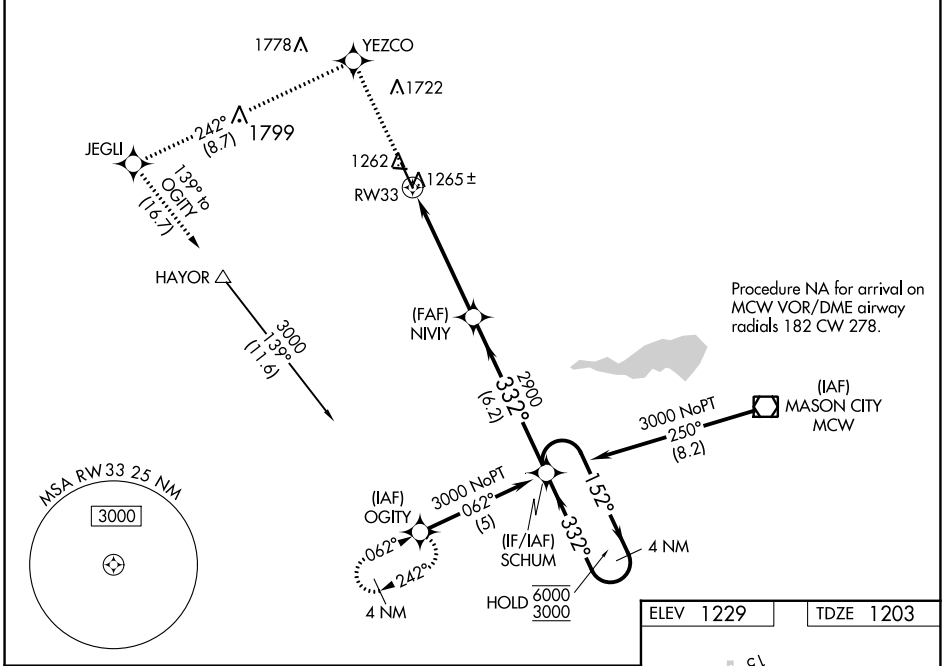 1778
YEZCO
1722
242°
(8.7)
1799
JEGLI
139° to
OGITY
(16.7)
1262
1265±
RW33
HAYOR
3000
139°
(11.6)
(FAF)
NIVIY
Procedure NA for arrival on
MCW VOR/DME airway
radials 182 CW 278.
2900
332°
(6.2)
(IAF)
MASON CITY
MCW
3000 NoPT
250°
(8.2)
MSA RW33 25 NM
3000
(IAF)
OGITY
3000 NoPT
062°
(5)
(IF/IAF)
SCHUM
152°
332°
4 NM
062°
242°
4 NM
HOLD 6000
3000
ELEV 1229
TDZE 1203